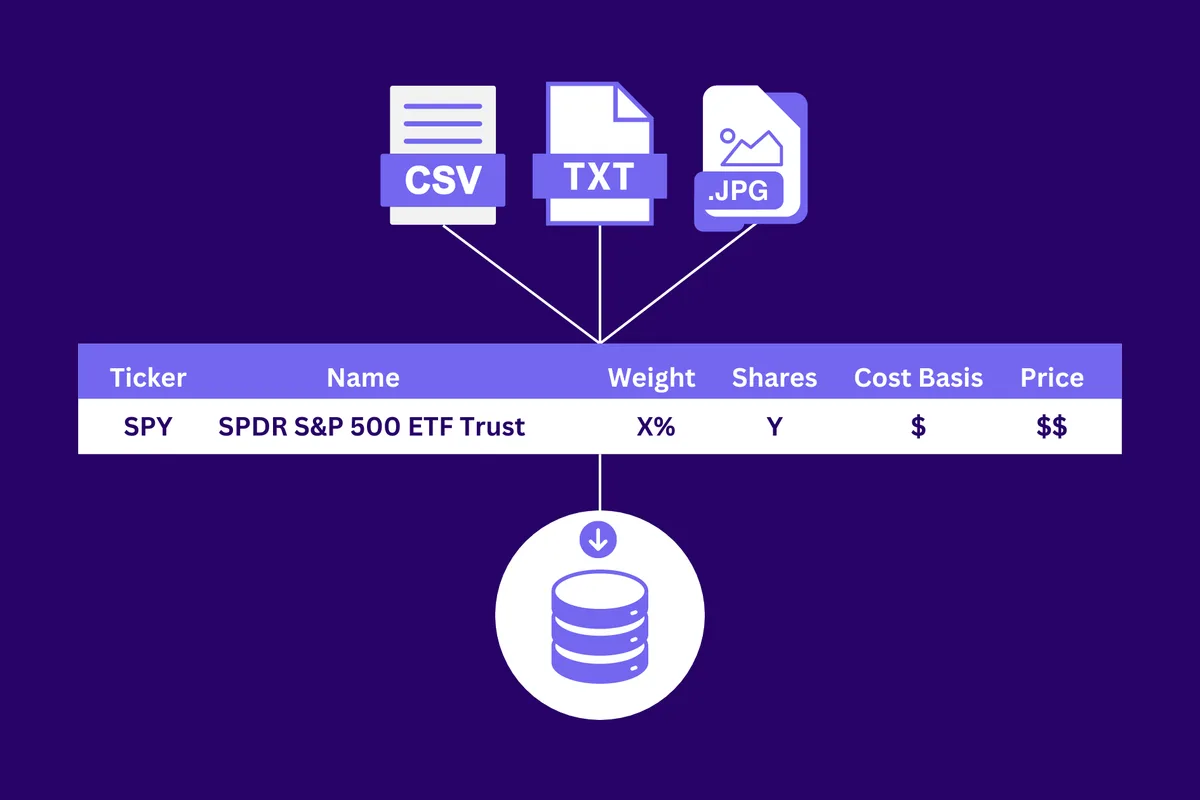 CSV
TXT
.JPG
Ticker Name Weight Shares Cost Basis Price
SPY SPDR S&P 500 ETF Trust X% Y $ $$